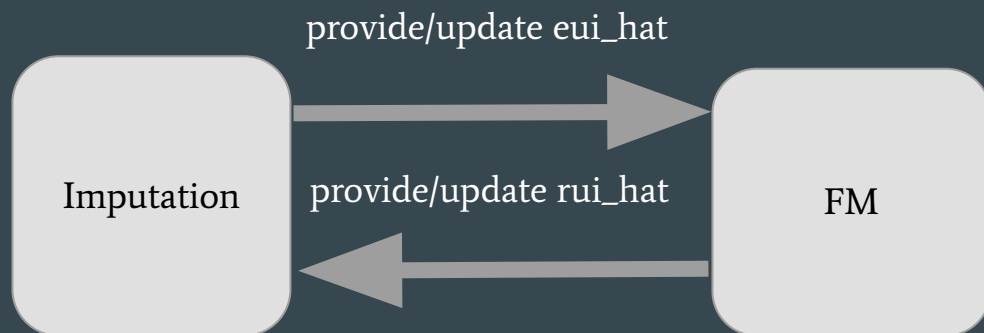 provide/update eui_hat
Imputation
provide/update rui_hat
FM